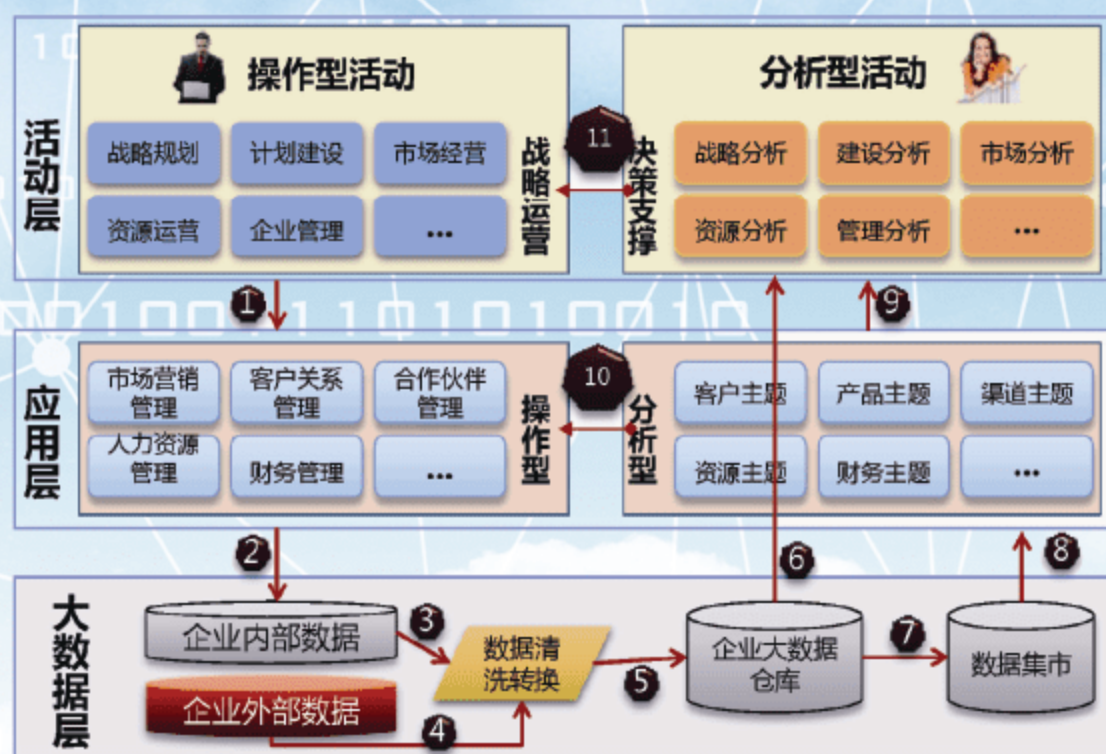 操作型活动
分析型活动
活动层
战略规划
计划建设
市场经营
资源运营
企业管理
...
战略运营
11
决策支撑
战略分析
建设分析
市场分析
资源分析
管理分析
...
1
9
0010011101010010
应用层
市场营销
管理
客户关系
管理
合作伙伴
管理
人力资源
管理
财务管理
...
操作型
10
分析型
客户主题
产品主题
渠道主题
资源主题
财务主题
...
2
6
8
大数据层
企业内部数据
3
数据清
洗转换
5
企业大数据
仓库
7
数据集市
企业外部数据
4